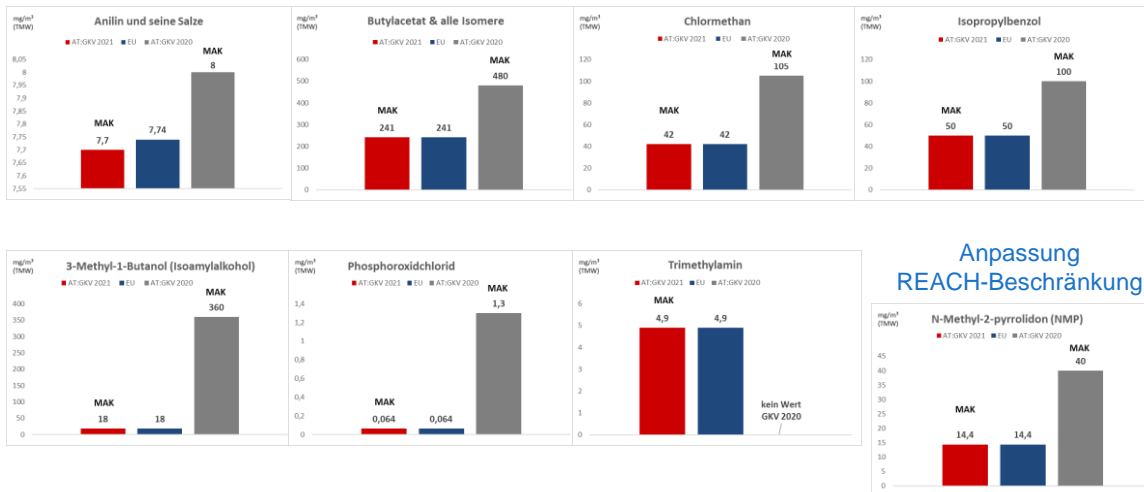 mg/m³
(TMW)
Anilin und seine Salze
AT:GKV 2021 EU AT:GKV 2020
8,05
8
7,95
7,9
7,85
7,8
7,75
7,7
7,65
7,6
7,55
MAK
7,7
7,74
MAK
8
mg/m³
(TMW)
Butylacetat & alle Isomere
AT:GKV 2021 EU AT:GKV 2020
600
500
400
300
200
100
0
MAK
241
241
MAK
480
mg/m³
(TMW)
Chlormethan
AT:GKV 2021 EU AT:GKV 2020
120
100
80
60
40
20
0
MAK
42
42
MAK
105
mg/m³
(TMW)
Isopropylbenzol
AT:GKV 2021 EU AT:GKV 2020
120
100
80
60
40
20
0
MAK
50
50
MAK
100
mg/m³
(TMW)
3-Methyl-1-Butanol (Isoamylalkohol)
AT:GKV 2021 EU AT:GKV 2020
400
350
300
250
200
150
100
50
0
MAK
18
18
MAK
360
mg/m³
(TMW)
Phosphoroxidchlorid
AT:GKV 2021 EU AT:GKV 2020
1,4
1,2
1
0,8
0,6
0,4
0,2
0
MAK
0,064
0,064
MAK
1,3
mg/m³
(TMW)
Trimethylamin
AT:GKV 2021 EU AT:GKV 2020
6
5
4
3
2
1
0
MAK
4,9
4,9
kein Wert
GKV 2020
Anpassung
REACH-Beschränkung
mg/m³
(TMW)
N-Methyl-2-pyrrolidon (NMP)
AT:GKV 2021 EU AT:GKV 2020
45
40
35
30
25
20
15
10
5
0
MAK
14,4
14,4
MAK
40